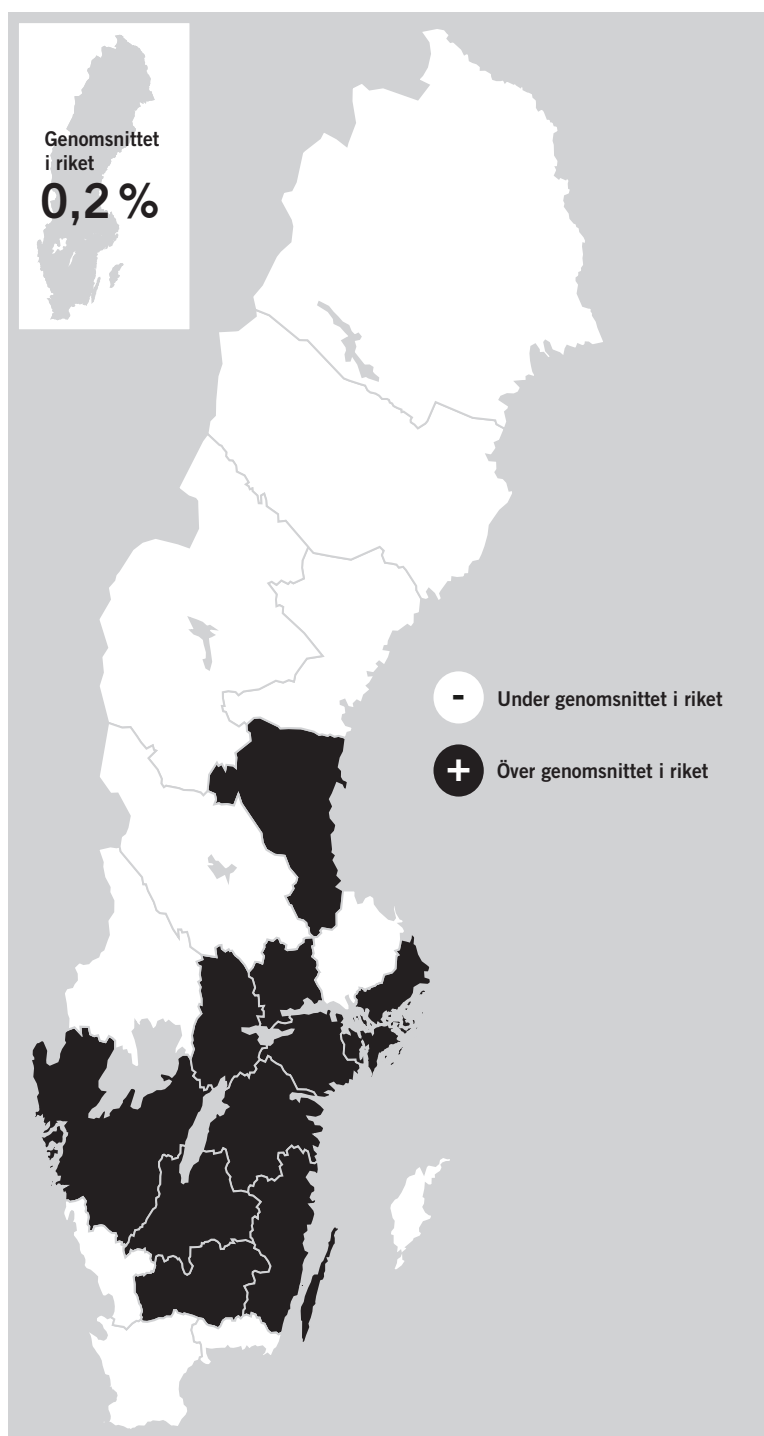 Genomsnittet
i riket
0,2 %
- Under genomsnittet i riket
+ Över genomsnittet i riket